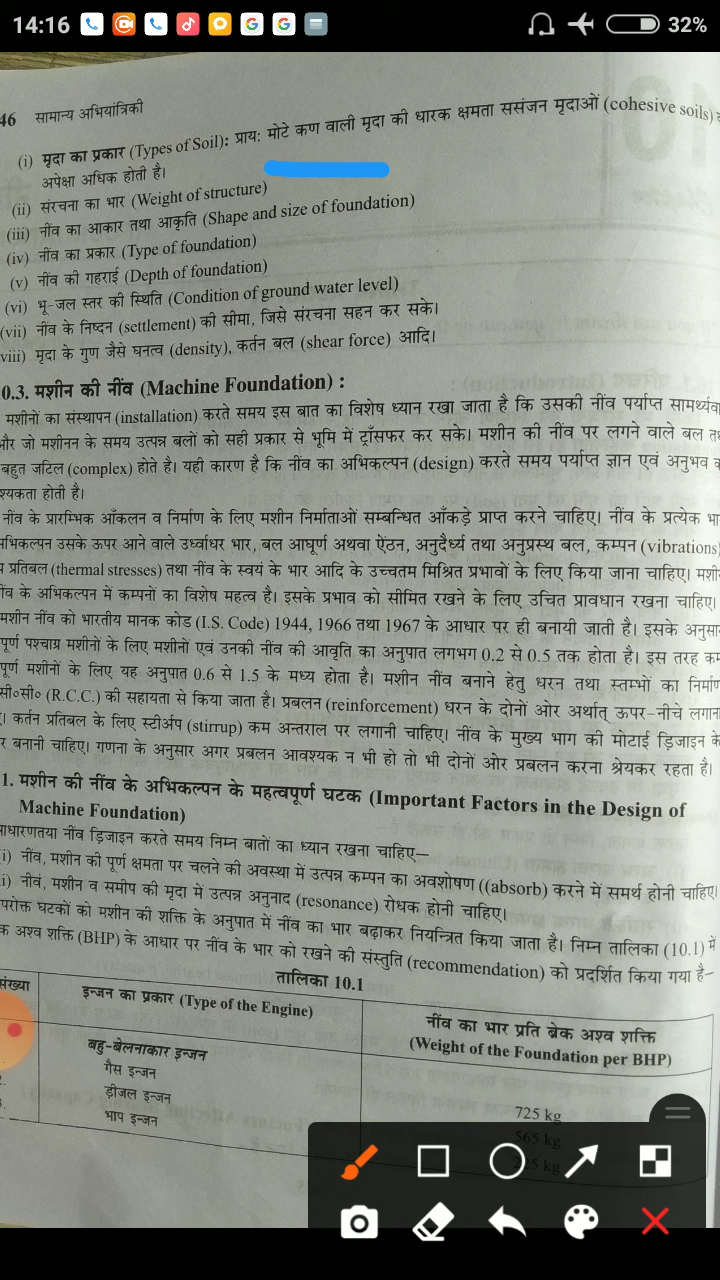 14:16
32%
46 सामान्य अभियांत्रिकी
(i) मृदा का प्रकार (Types of Soil): प्राय: मोटे कण वाली मृदा की धारक क्षमता ससंजन मृदाओं (cohesive soils)
अपेक्षा अधिक होती है।
(ii) संरचना का भार (Weight of structure)
(iii) नींव का आकार तथा आकृति (Shape and size of foundation)
(iv) नींव का प्रकार (Type of foundation)
(v) नींव की गहराई (Depth of foundation)
(vi) भू-जल स्तर की स्थिति (Condition of ground water level)
(vii) नींव के निष्दन (settlement) की सीमा, जिसे संरचना सहन कर सके।
viii) मृदा के गुण जैसे घनत्व (density), कर्तन बल (shear force) आदि।
0.3. मशीन की नींव (Machine Foundation) :
मशीनों का संस्थापन (installation) करते समय इस बात का विशेष ध्यान रखा जाता है कि उसकी नींव पर्याप्त सामर्थ्यवा
और जो मशीनन के समय उत्पन्न बलों को सही प्रकार से भूमि में ट्राँसफर कर सके। मशीन की नींव पर लगने वाले बल त
बहुत जटिल (complex) होते है। यही कारण है कि नींव का अभिकल्पन (design) करते समय पर्याप्त ज्ञान एवं अनुभव
श्यकता होती है।
नींव के प्रारम्भिक आँकलन व निर्माण के लिए मशीन निर्माताओं सम्बन्धित आँकड़े प्राप्त करने चाहिए। नींव के प्रत्येक भा
भिकल्पन उसके ऊपर आने वाले उर्ध्वाधर भार, बल आघूर्ण अथवा ऐंठन, अनुदैर्ध्य तथा अनुप्रस्थ बल, कम्पन (vibrations)
प्रतिबल (thermal stresses) तथा नींव के स्वयं के भार आदि के उच्चतम मिश्रित प्रभावों के लिए किया जाना चाहिए। मशी
ींव के अभिकल्पन में कम्पनों का विशेष महत्व है। इसके प्रभाव को सीमित रखने के लिए उचित प्रावधान रखना चाहिए।
मशीन नींव को भारतीय मानक कोड (I.S. Code) 1944, 1966 तथा 1967 के आधार पर ही बनायी जाती है। इसके अनुसा
पूर्ण पश्चाग्र मशीनों के लिए मशीनों एवं उनकी नींव की आवृति का अनुपात लगभग 0.2 से 0.5 तक होता है। इस तरह कम
पूर्ण मशीनों के लिए यह अनुपात 0.6 से 1.5 के मध्य होता है। मशीन नींव बनाने हेतु धरन तथा स्तम्भों का निर्माण
सी०सी० (R.C.C.) की सहायता से किया जाता है। प्रबलन (reinforcement) धरन के दोनों ओर अर्थात् ऊपर-नीचे लगाना
। कर्तन प्रतिबल के लिए स्टीर्अप (stirrup) कम अन्तराल पर लगानी चाहिए। नींव के मुख्य भाग की मोटाई ड़िजाइन के
र बनानी चाहिए। गणना के अनुसार अगर प्रबलन आवश्यक न भी हो तो भी दोनों ओर प्रबलन करना श्रेयकर रहता है।
1. मशीन की नींव के अभिकल्पन के महत्वपूर्ण घटक (Important Factors in the Design of
Machine Foundation)
ाधारणतया नींव ड़िजाइन करते समय निम्न बातों का ध्यान रखना चाहिए—
i) नींव, मशीन की पूर्ण क्षमता पर चलने की अवस्था में उत्पन्न कम्पन का अवशोषण ((absorb) करने में समर्थ होनी चाहिए।
i) नींवं, मशीन व समीप की मृदा में उत्पन्न अनुनाद (resonance) रोधक होनी चाहिए।
परोक्त घटकों को मशीन की शक्ति के अनुपात में नींव का भार बढ़ाकर नियन्त्रित किया जाता है। निम्न तालिका (10.1) में
क अश्व शक्ति (BHP) के आधार पर नींव के भार को रखने की संस्तुति (recommendation) को प्रदर्शित किया गया है—
तालिका 10.1
संख्या इन्जन का प्रकार (Type of the Engine) नींव का भार प्रति ब्रेक अश्व शक्ति
(Weight of the Foundation per BHP)
बहु-बेलनाकार इन्जन
गैस इन्जन 725 kg
ड़ीजल इन्जन 565 kg
भाप इन्जन kg